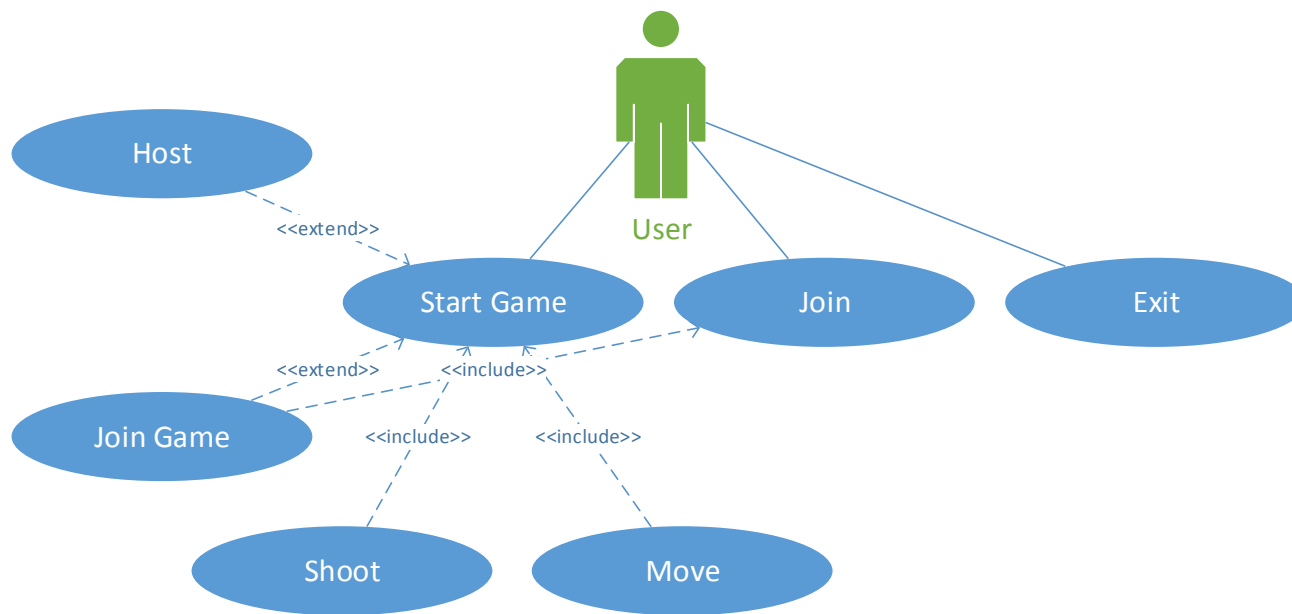 Host
<<extend>>
User
Start Game
Join
Exit
<<extend>>
<<include>>
Join Game
<<include>>
<<include>>
Shoot
Move